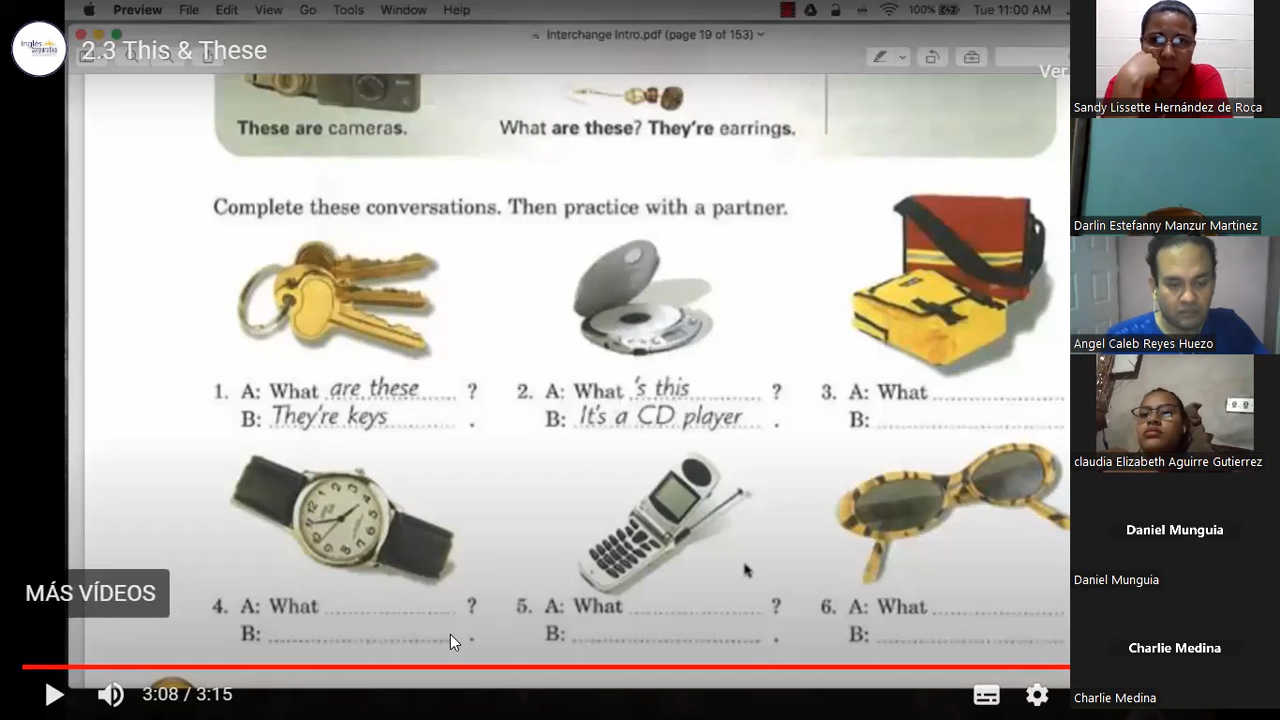 Preview File Edit View Go Tools Window Help 100% Tue 11:00 AM
Interchange Intro.pdf (page 19 of 153)
2.3 This & These
Ver
These are cameras.
What are these? They're earrings.
Complete these conversations. Then practice with a partner.
1. A: What are these ?
B: They're keys .
2. A: What 's this ?
B: It's a CD player .
3. A: What
B:
4. A: What ?
B: .
5. A: What ?
B: .
6. A: What
B:
MÁS VÍDEOS
3:08 / 3:15
Sandy Lissette Hernández de Roca
Darlin Estefanny Manzur Martinez
Angel Caleb Reyes Huezo
claudia Elizabeth Aguirre Gutierrez
Daniel Munguia
Daniel Munguia
Charlie Medina
Charlie Medina